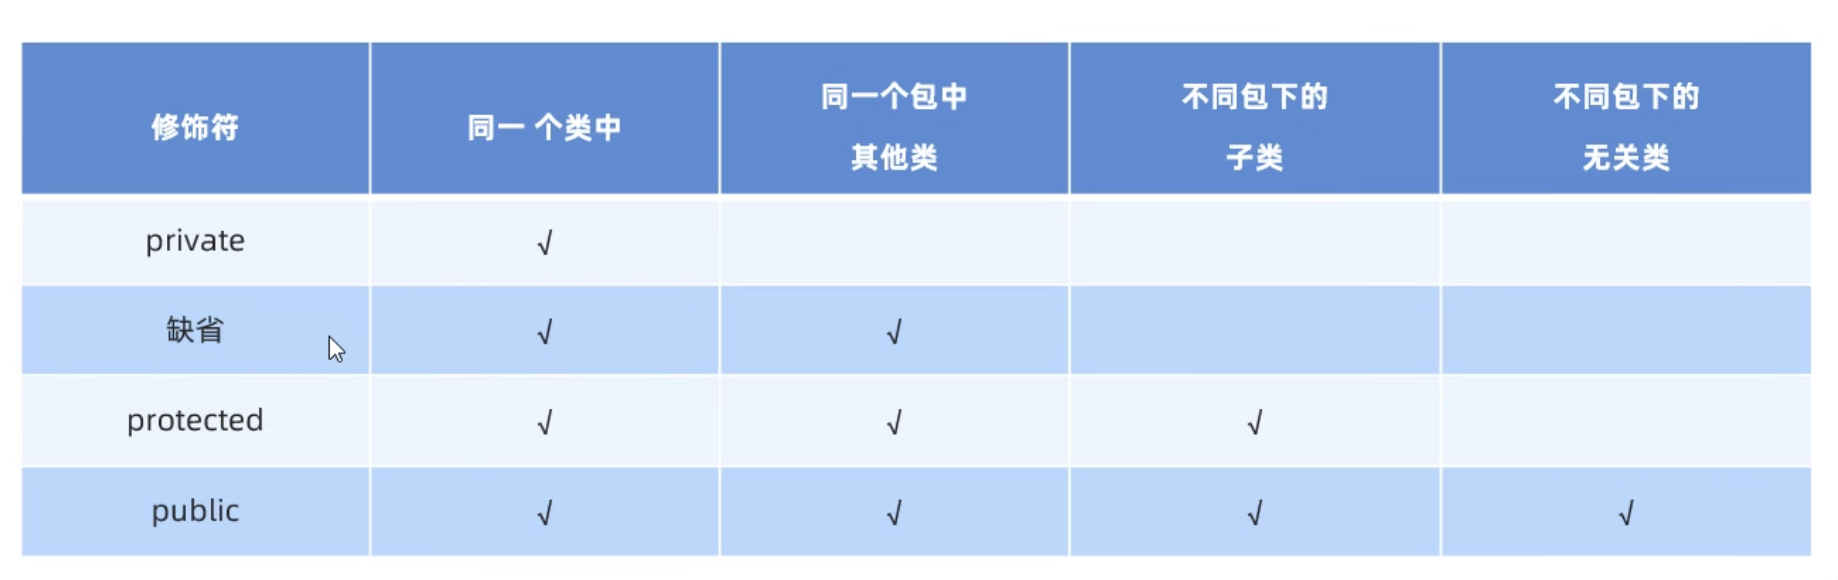 修饰符
同一 个类中
同一个包中
其他类
不同包下的
子类
不同包下的
无关类
private √
缺省 √ √
protected √ √ √
public √ √ √ √